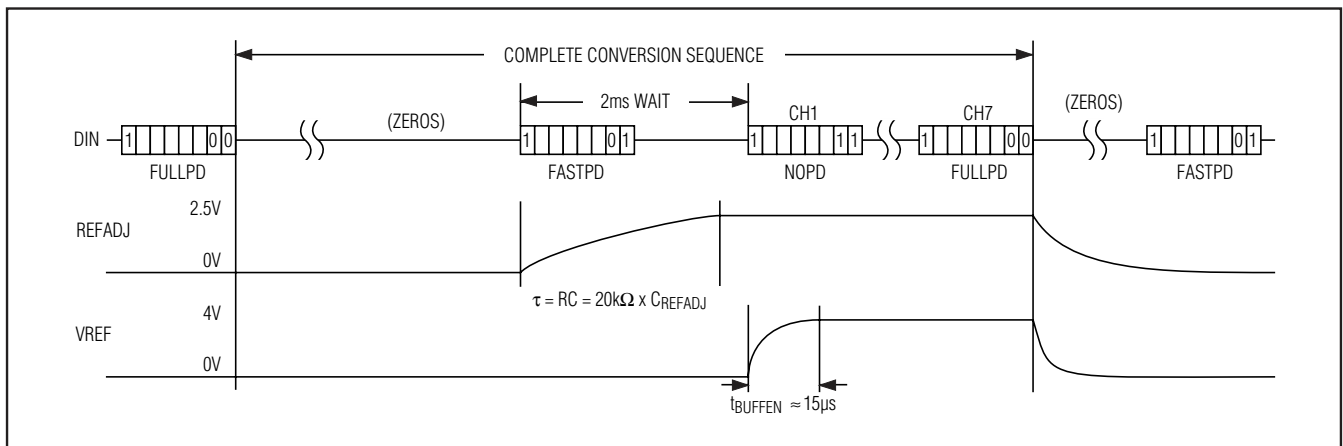 COMPLETE CONVERSION SEQUENCE
2ms WAIT
(ZEROS)
(ZEROS)
CH1
CH7
DIN
1 0 0
1 0 1
1 1 1
1 0 0
1 0 1
FULLPD
FASTPD
NOPD
FULLPD
FASTPD
REFADJ
2.5V
0V
τ = RC = 20kΩ x CREFADJ
VREF
4V
0V
tBUFFEN ≈ 15µs